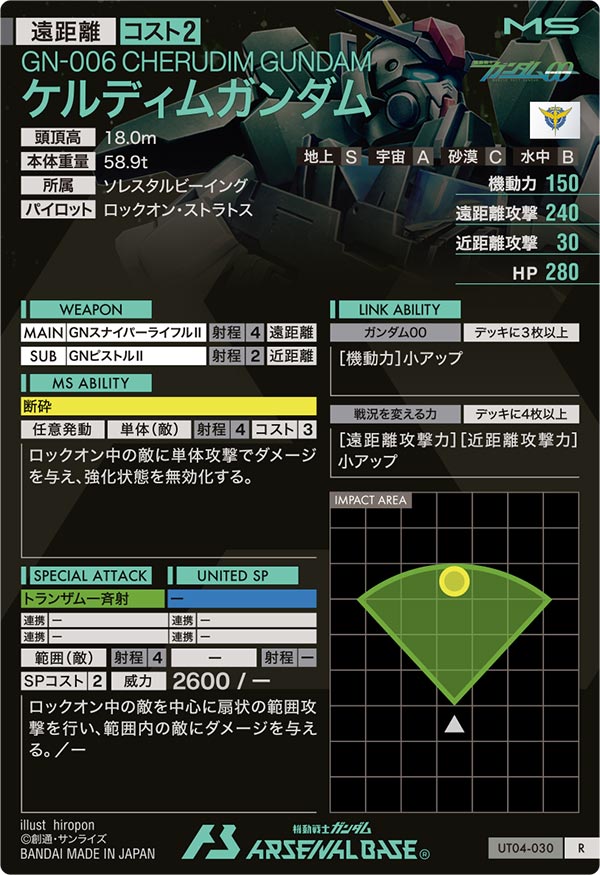 遠距離 コスト2
MS
GN-006 CHERUDIM GUNDAM
ケルディムガンダム
機動戦士ガンダム00
頭頂高 18.0m
本体重量 58.9t
所属 ソレスタルビーイング
パイロット ロックオン・ストラトス
地上 S 宇宙 A 砂漠 C 水中 B
機動力 150
遠距離攻撃 240
近距離攻撃 30
HP 280
WEAPON
MAIN GNスナイパーライフルⅡ 射程 4 遠距離
SUB GNピストルⅡ 射程 2 近距離
MS ABILITY
断砕
任意発動 単体(敵) 射程 4 コスト 3
ロックオン中の敵に単体攻撃でダメージ
を与え、強化状態を無効化する。
LINK ABILITY
ガンダム00 デッキに3枚以上
[機動力]小アップ
戦況を変える力 デッキに4枚以上
[遠距離攻撃力][近距離攻撃力]
小アップ
IMPACT AREA
SPECIAL ATTACK UNITED SP
トランザム一斉射 ー
連携 ー 連携 ー
連携 ー 連携 ー
範囲(敵) 射程 4 ー 射程 ー
SPコスト 2 威力 2600 / ー
ロックオン中の敵を中心に扇状の範囲攻
撃を行い、範囲内の敵にダメージを与え
る。／ー
illust hiropon
©創通・サンライズ
BANDAI MADE IN JAPAN
機動戦士ガンダム
ARSENAL BASE ®
UT04-030 R